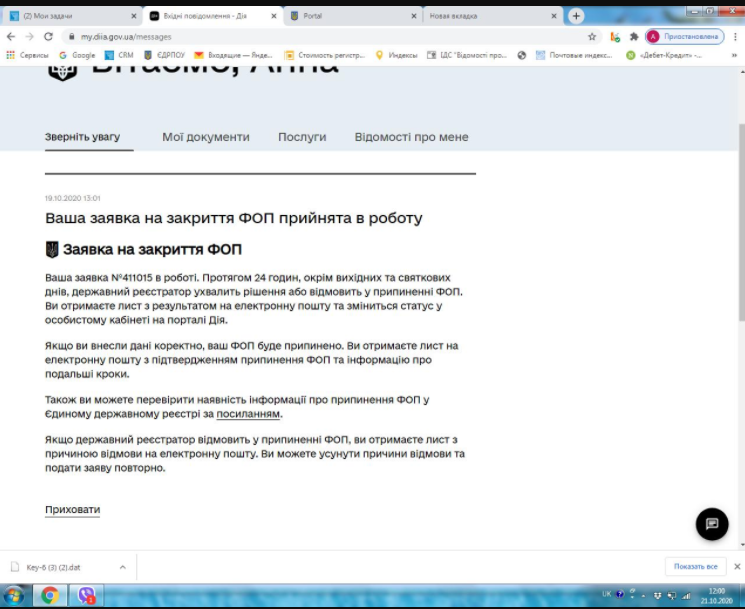 (2) Мои задачи
Вхідні повідомлення - Дія
Portal
Новая вкладка
my.diia.gov.ua/messages
Приостановлена
Сервисы
Google
CRM
ЄДРПОУ
Входящие — Янде...
Стоимость регистр...
Индексы
ЦС "Відомості про...
Почтовые индекс...
«Дебет-Кредит» -...
Вітаємо, Анна
Зверніть увагу
Мої документи
Послуги
Відомості про мене
19.10.2020 13:01
Ваша заявка на закриття ФОП прийнята в роботу
Заявка на закриття ФОП
Ваша заявка №411015 в роботі. Протягом 24 годин, окрім вихідних та святкових
днів, державний реєстратор ухвалить рішення або відмовить у припиненні ФОП.
Ви отримаєте лист з результатом на електронну пошту та зміниться статус у
особистому кабінеті на порталі Дія.
Якщо ви внесли дані коректно, ваш ФОП буде припинено. Ви отримаєте лист на
електронну пошту з підтвердженням припинення ФОП та інформацію про
подальші кроки.
Також ви можете перевірити наявність інформації про припинення ФОП у
Єдиному державному реєстрі за посиланням.
Якщо державний реєстратор відмовить у припиненні ФОП, ви отримаєте лист з
причиною відмови на електронну пошту. Ви можете усунути причини відмови та
подати заяву повторно.
Приховати
Key-6 (3) (2).dat
Показать все
UK
12:00
21.10.2020